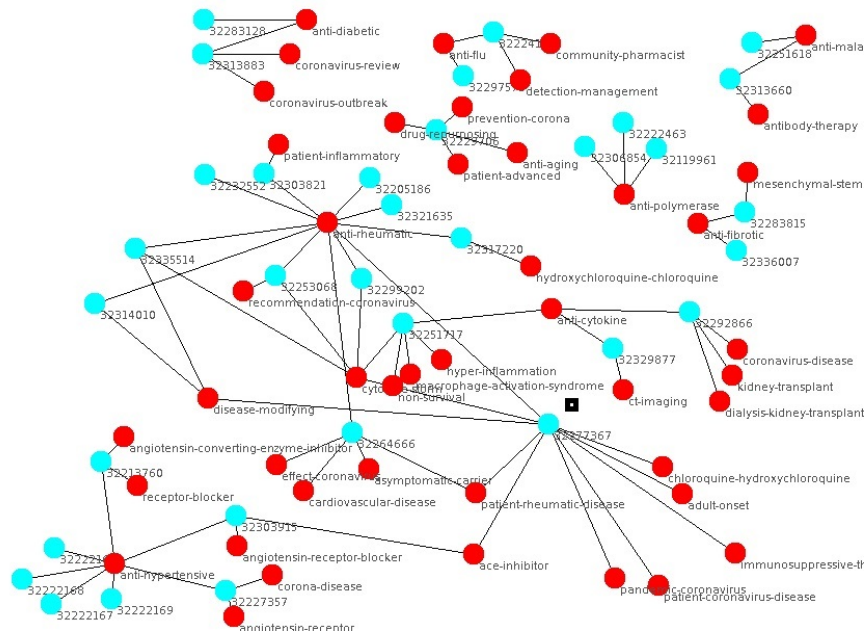 32283128
anti-diabetic
32313883
coronavirus-review
coronavirus-outbreak
anti-flu
community-pharmacist
detection-management
32251618
anti-mala
32313660
antibody-therapy
prevention-corona
drug-repurposing
32229706
anti-aging
patient-advanced
32222463
32306854
32119961
anti-polymerase
mesenchymal-stem
32283815
anti-fibrotic
32336007
patient-inflammatory
32232552
32303821
32205186
32321635
anti-rheumatic
32335514
32317220
hydroxychloroquine-chloroquine
32253068
32299202
recommendation-coronavirus
32314010
32251717
anti-cytokine
32292866
32329877
coronavirus-disease
hyper-inflammation
macrophage-activation-syndrome
kidney-transplant
non-survival
ct-imaging
dialysis-kidney-transplant
disease-modifying
32264666
angiotensin-converting-enzyme-inhibitor
32213760
receptor-blocker
effect-coronavirus
asymptomatic-carrier
cardiovascular-disease
patient-rheumatic-disease
chloroquine-hydroxychloroquine
adult-onset
32303915
angiotensin-receptor-blocker
ace-inhibitor
immunosuppressive-th
anti-hypertensive
32222168
32222167
32222169
32227357
corona-disease
angiotensin-receptor
patient-coronavirus-disease